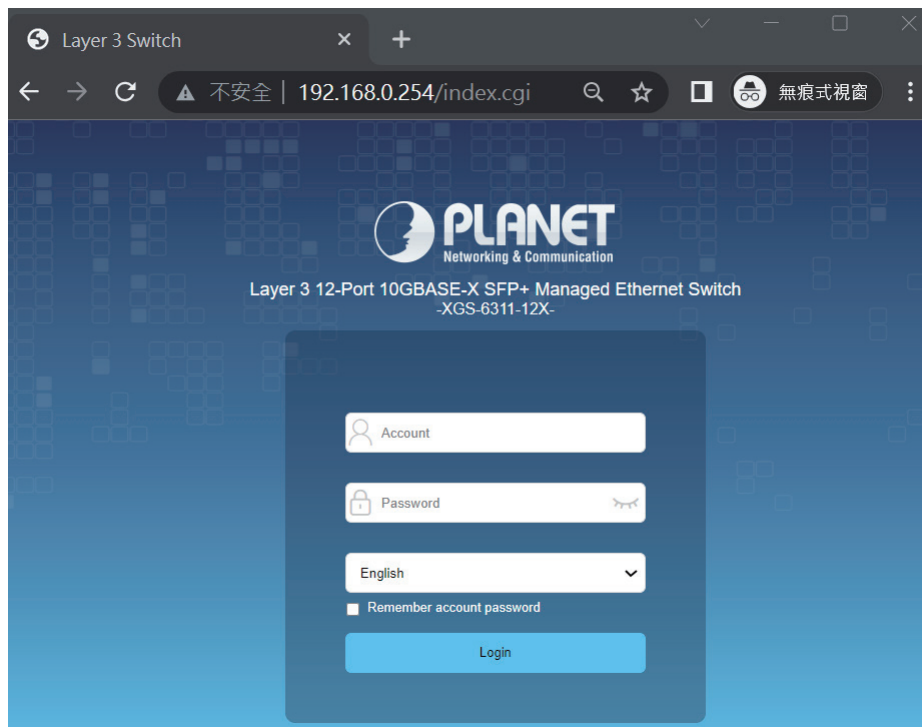 Layer 3 Switch
不安全 | 192.168.0.254/index.cgi 無痕式視窗
PLANET
Networking & Communication
Layer 3 12-Port 10GBASE-X SFP+ Managed Ethernet Switch
-XGS-6311-12X-
Account
Password
English
Remember account password
Login